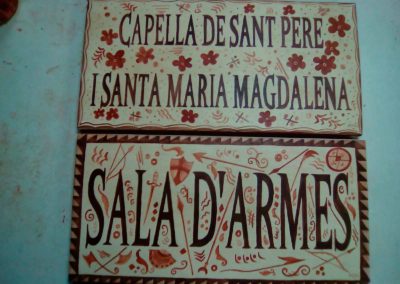 CAPELLA DE SANT PERE
I SANTA MARIA MAGDALENA
SALA D'ARMES